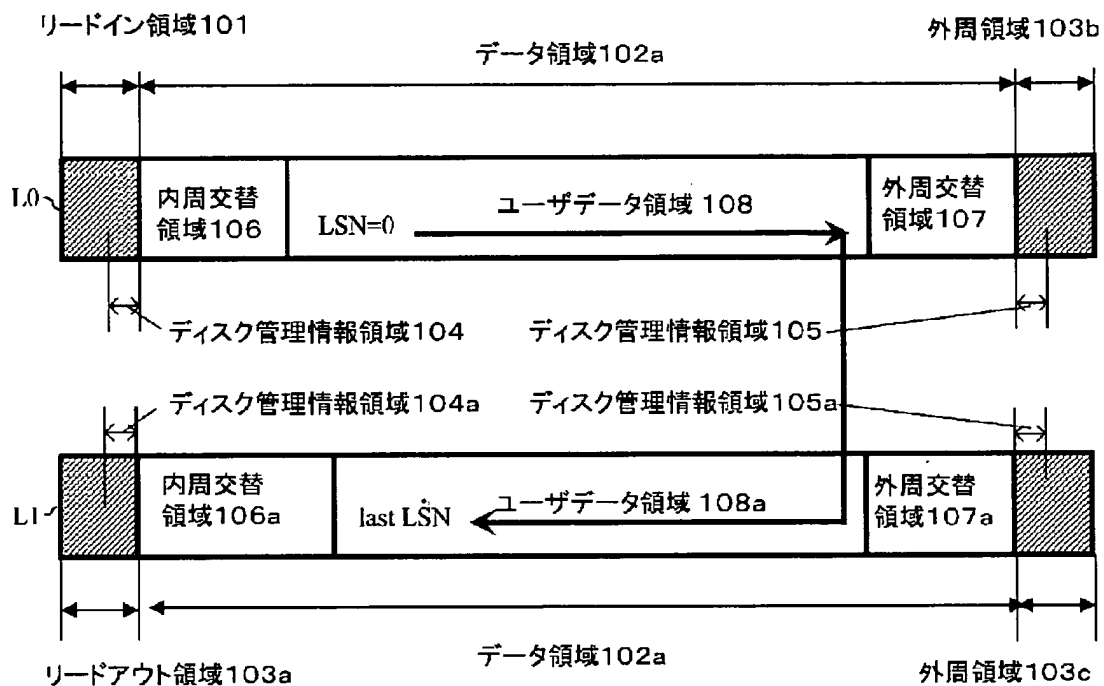 リードイン領域101
データ領域102a
外周領域103b
L0
内周交替
領域106
LSN=0
ユーザデータ領域 108
外周交替
領域107
ディスク管理情報領域104
ディスク管理情報領域105
ディスク管理情報領域104a
ディスク管理情報領域105a
L1
内周交替
領域106a
last LSN
ユーザデータ領域 108a
外周交替
領域107a
リードアウト領域103a
データ領域102a
外周領域103c